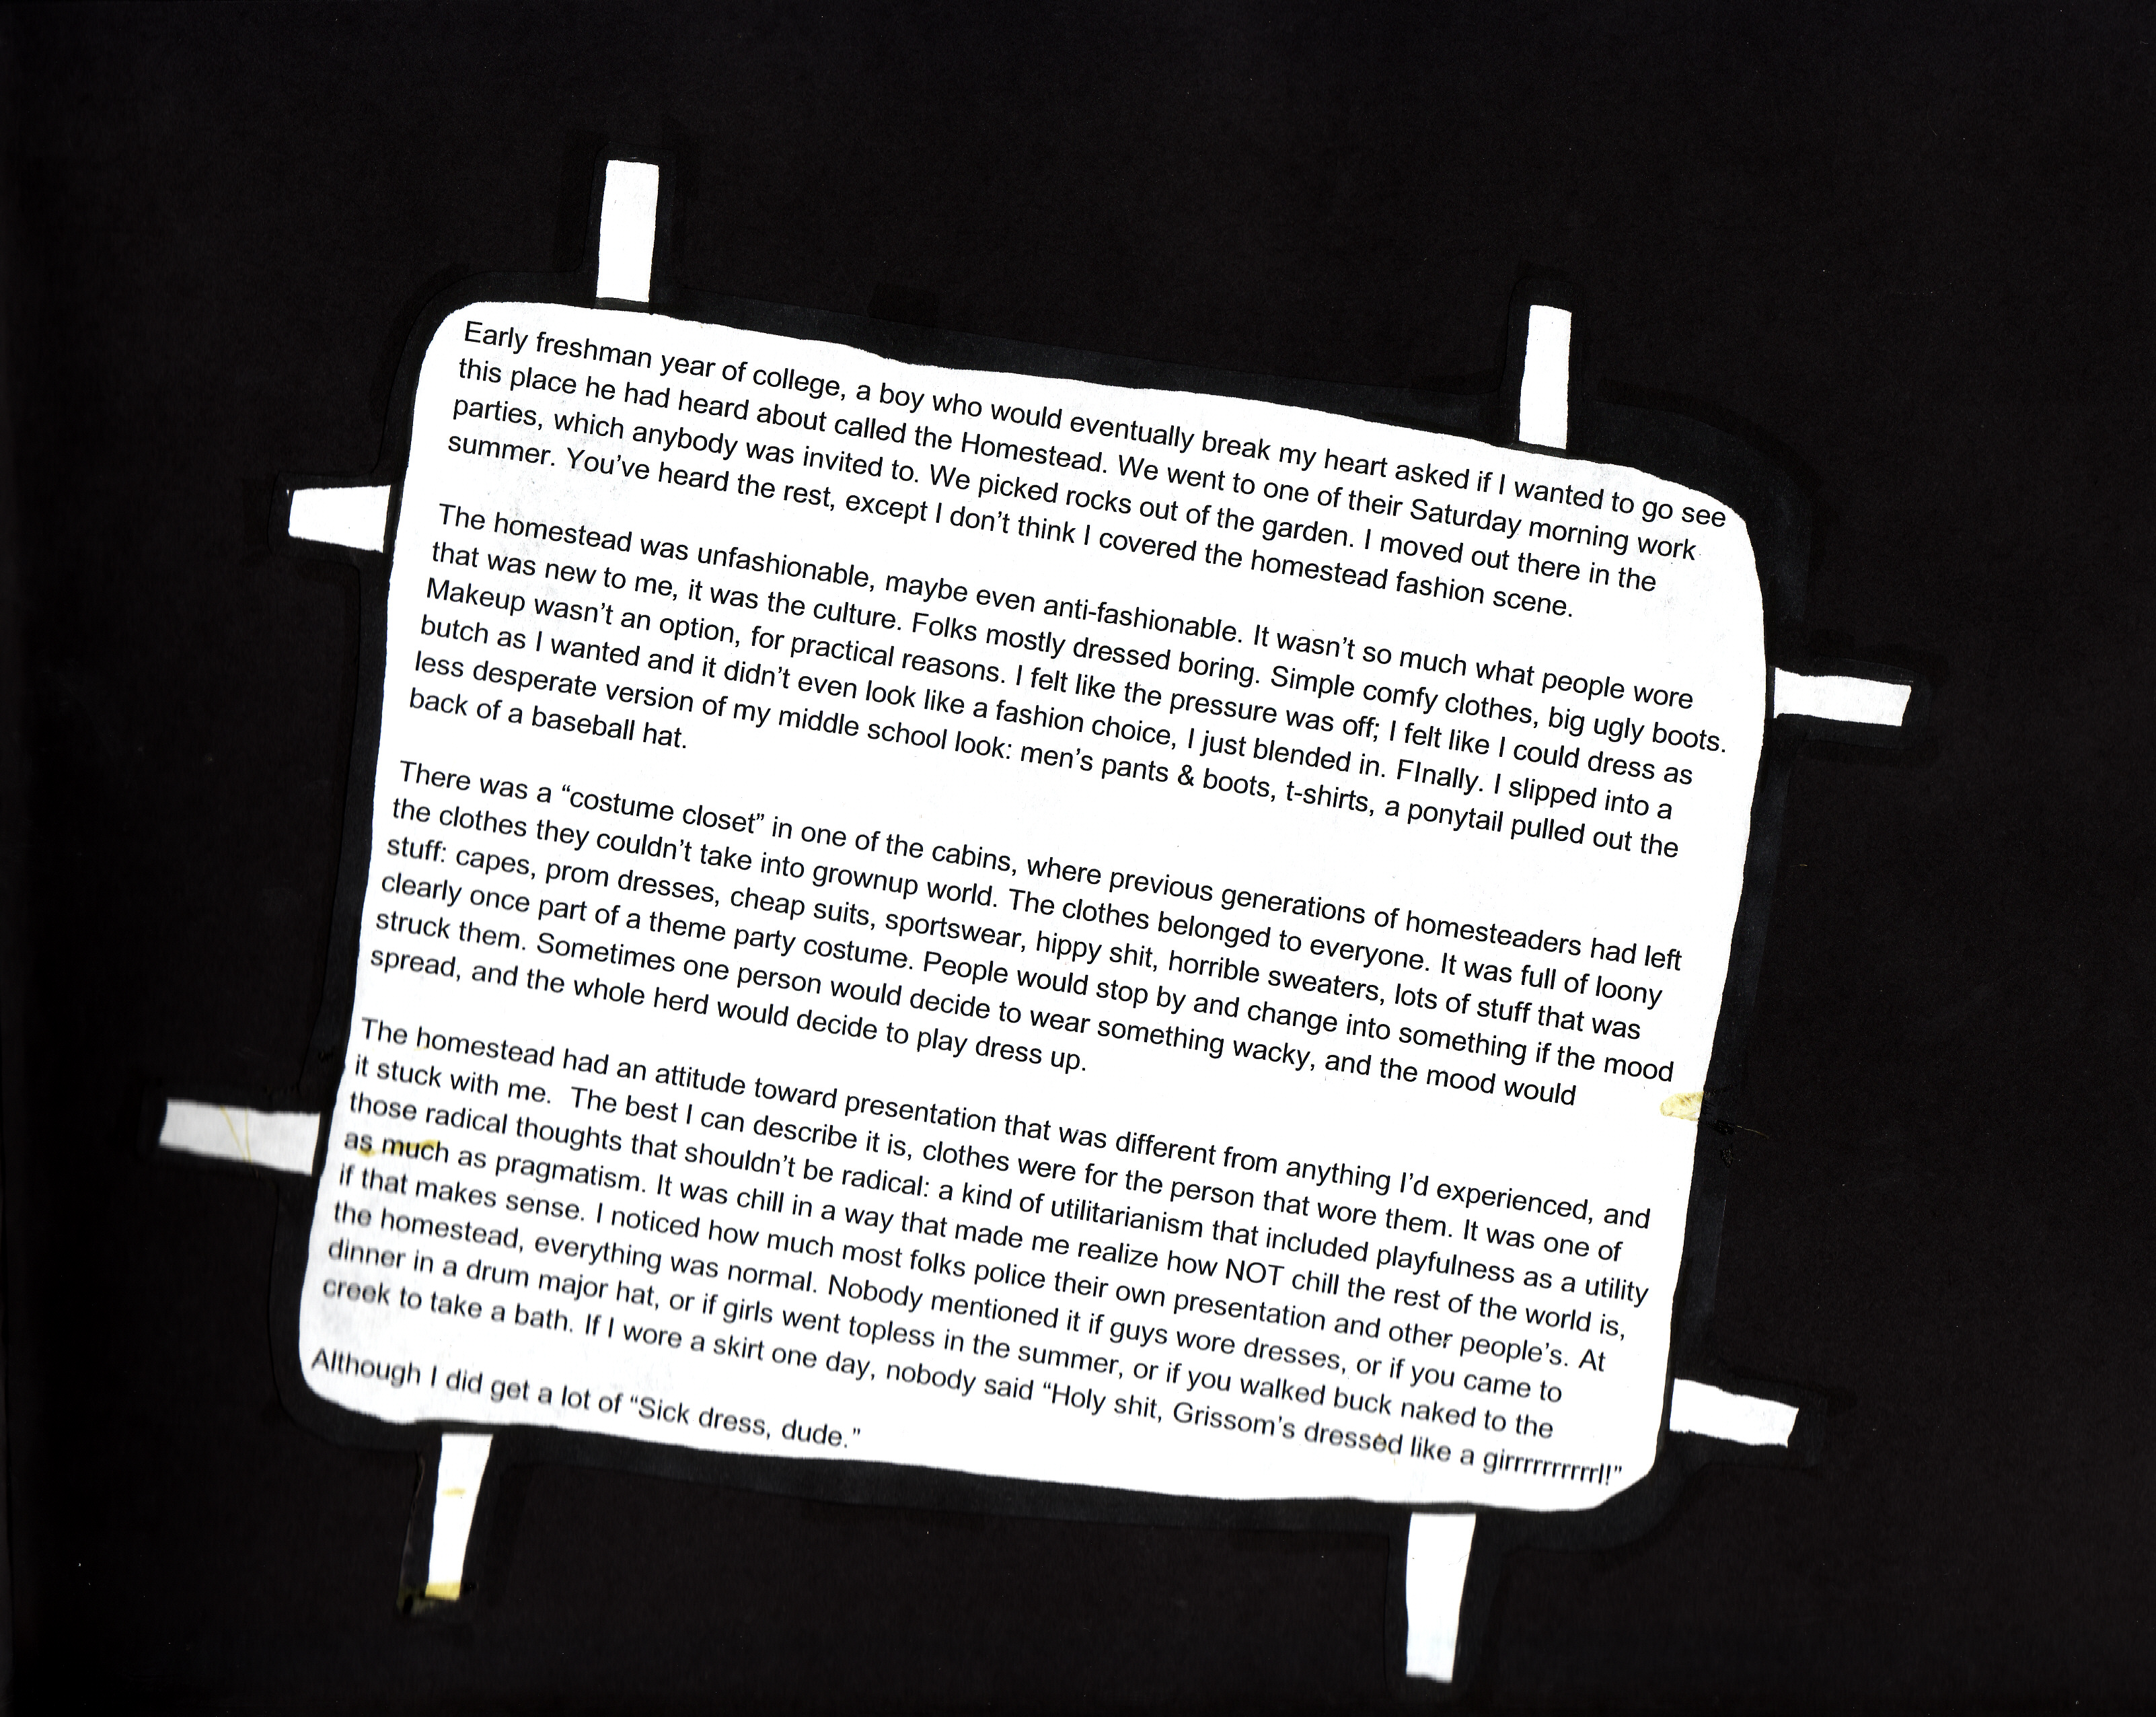 Early freshman year of college, a boy who would eventually break my heart asked if I wanted to go see
this place he had heard about called the Homestead. We went to one of their Saturday morning work
parties, which anybody was invited to. We picked rocks out of the garden. I moved out there in the
summer. You’ve heard the rest, except I don’t think I covered the homestead fashion scene.
The homestead was unfashionable, maybe even anti-fashionable. It wasn’t so much what people wore
that was new to me, it was the culture. Folks mostly dressed boring. Simple comfy clothes, big ugly boots.
Makeup wasn’t an option, for practical reasons. I felt like the pressure was off; I felt like I could dress as
butch as I wanted and it didn’t even look like a fashion choice, I just blended in. FInally. I slipped into a
less desperate version of my middle school look: men’s pants & boots, t-shirts, a ponytail pulled out the
back of a baseball hat.
There was a “costume closet” in one of the cabins, where previous generations of homesteaders had left
the clothes they couldn’t take into grownup world. The clothes belonged to everyone. It was full of loony
stuff: capes, prom dresses, cheap suits, sportswear, hippy shit, horrible sweaters, lots of stuff that was
clearly once part of a theme party costume. People would stop by and change into something if the mood
struck them. Sometimes one person would decide to wear something wacky, and the mood would
spread, and the whole herd would decide to play dress up.
The homestead had an attitude toward presentation that was different from anything I’d experienced, and
it stuck with me.  The best I can describe it is, clothes were for the person that wore them. It was one of
those radical thoughts that shouldn’t be radical: a kind of utilitarianism that included playfulness as a utility
as much as pragmatism. It was chill in a way that made me realize how NOT chill the rest of the world is,
if that makes sense. I noticed how much most folks police their own presentation and other people’s. At
the homestead, everything was normal. Nobody mentioned it if guys wore dresses, or if you came to
dinner in a drum major hat, or if girls went topless in the summer, or if you walked buck naked to the
creek to take a bath. If I wore a skirt one day, nobody said “Holy shit, Grissom’s dressed like a girrrrrrrrrrl!”
Although I did get a lot of “Sick dress, dude.”